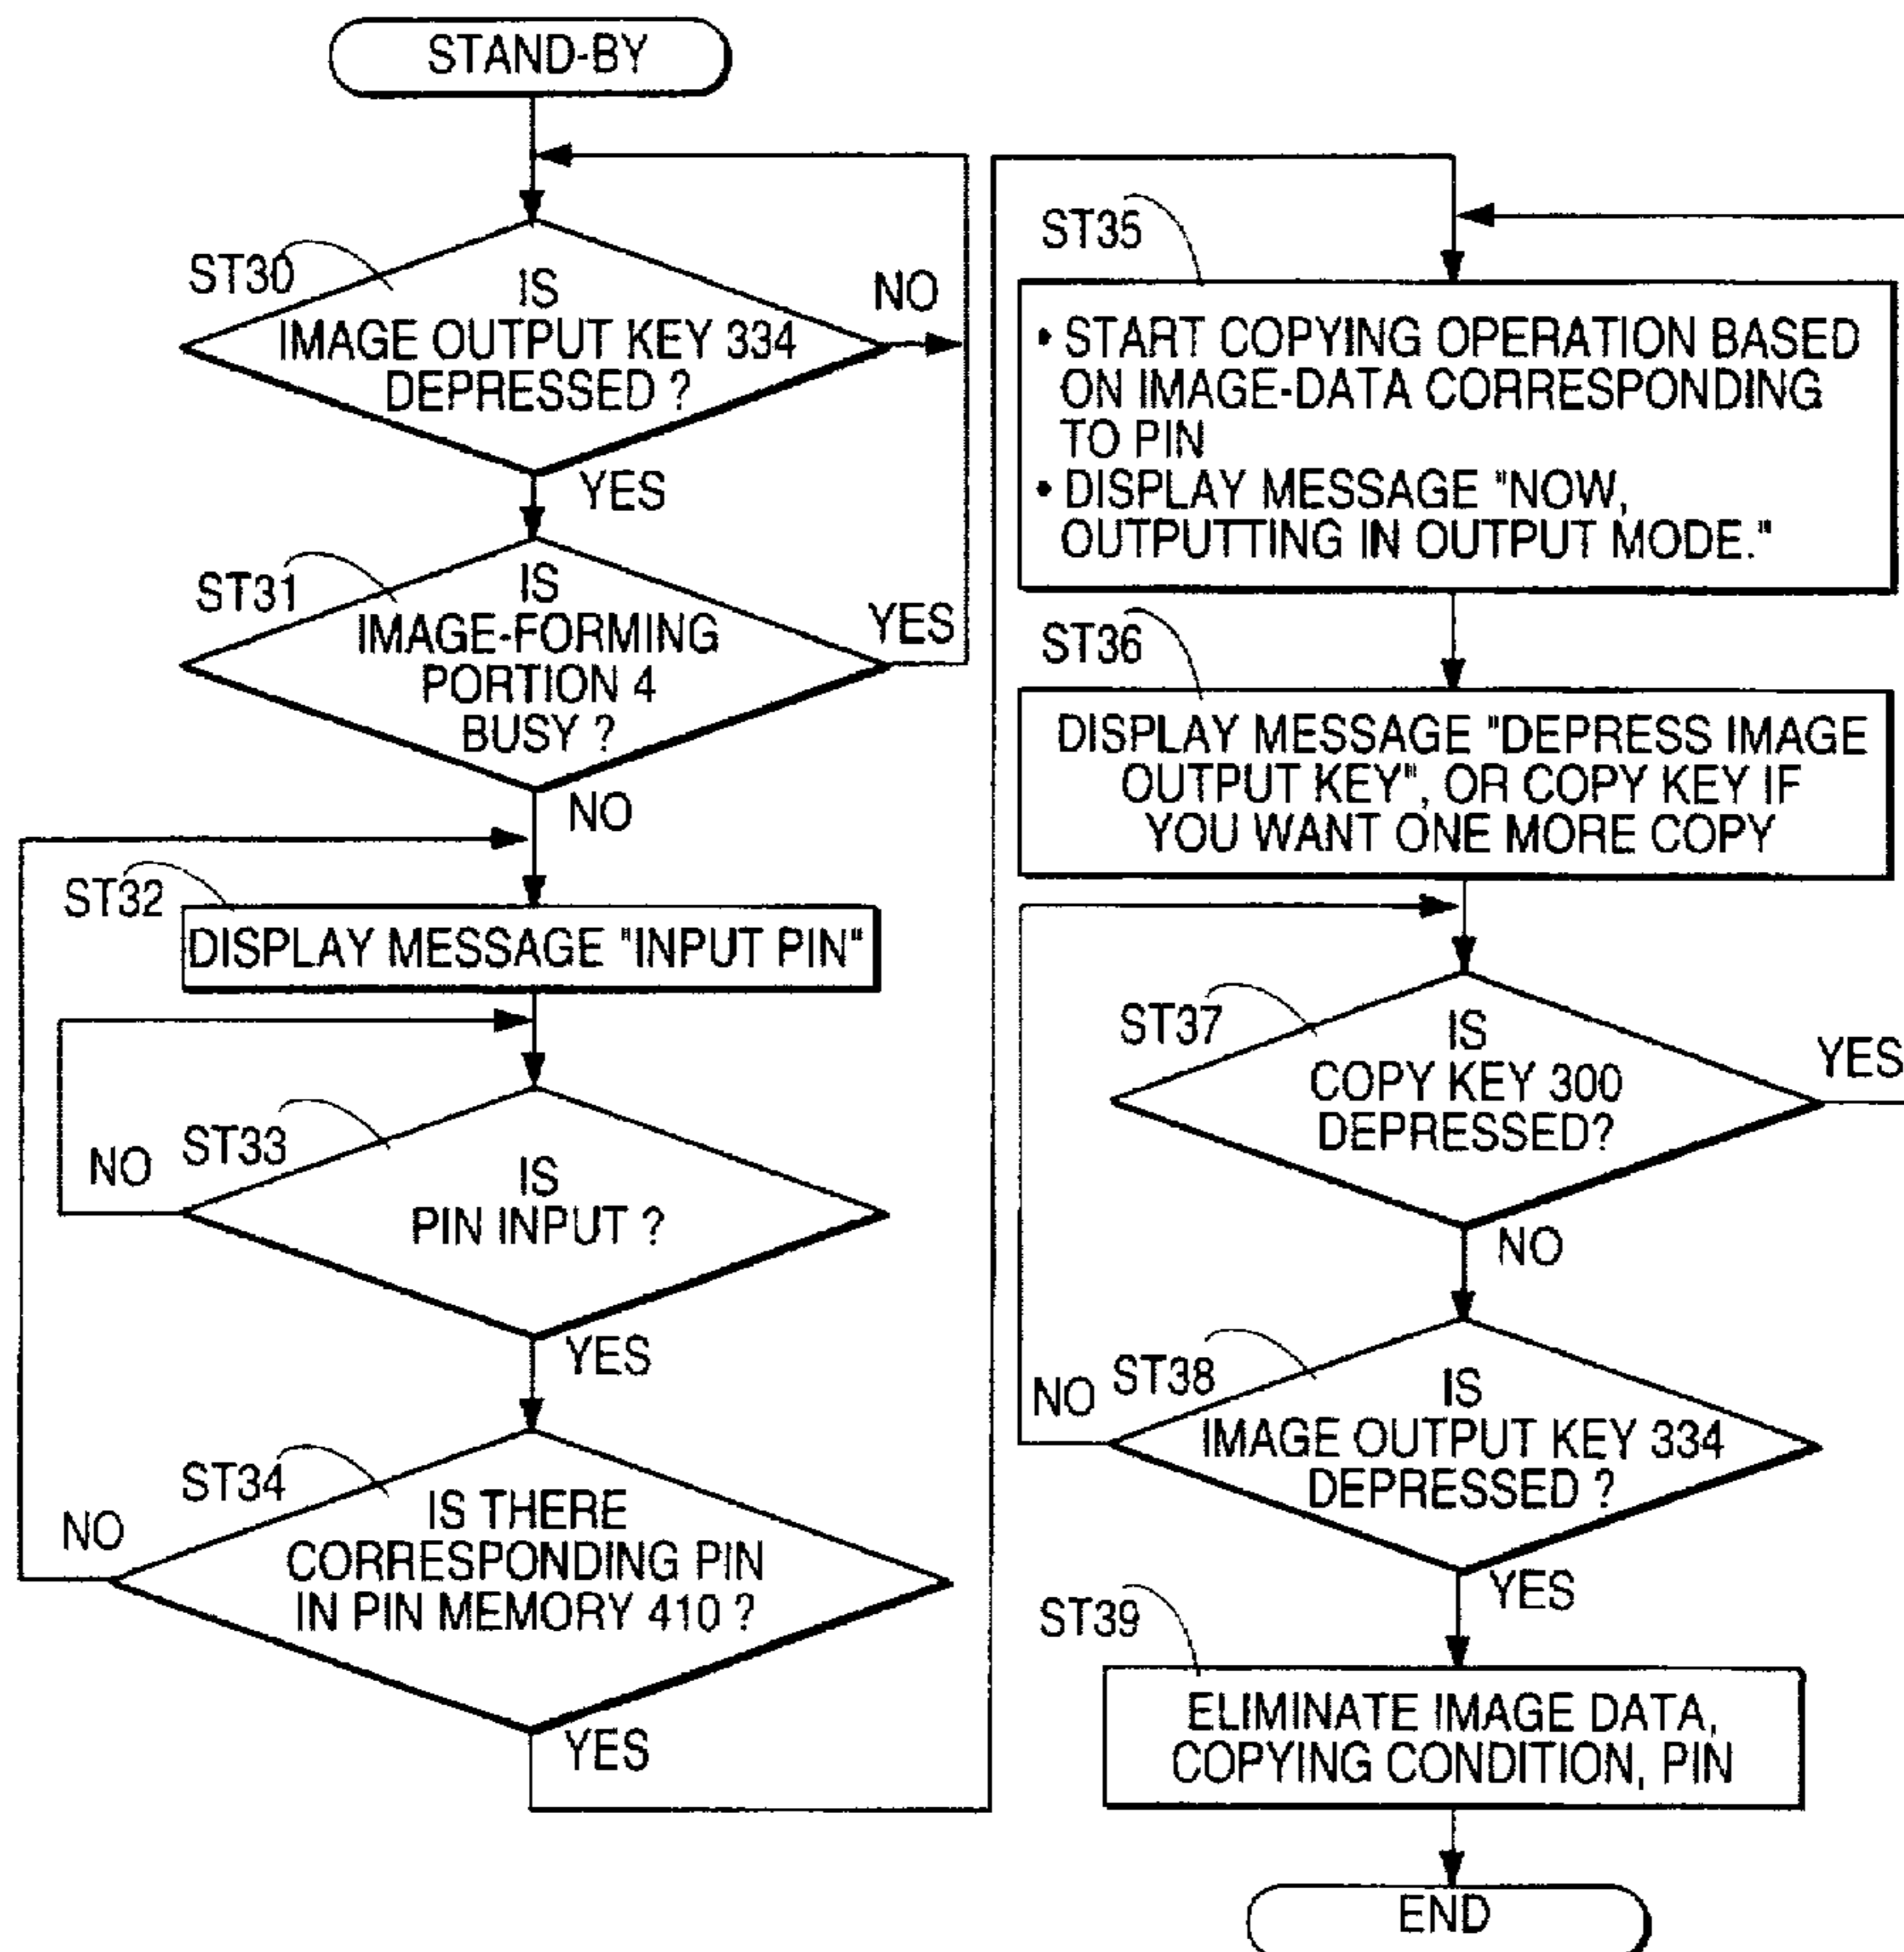 STAND-BY
ST30
IS
IMAGE OUTPUT KEY 334
DEPRESSED ?
NO
YES
ST31
IS
IMAGE-FORMING
PORTION 4
BUSY ?
YES
NO
ST32
DISPLAY MESSAGE "INPUT PIN"
ST33
NO
IS
PIN INPUT ?
YES
ST34
NO
IS THERE
CORRESPONDING PIN
IN PIN MEMORY 410 ?
YES
ST35
• START COPYING OPERATION BASED
ON IMAGE-DATA CORRESPONDING
TO PIN
• DISPLAY MESSAGE "NOW,
OUTPUTTING IN OUTPUT MODE."
ST36
DISPLAY MESSAGE "DEPRESS IMAGE
OUTPUT KEY", OR COPY KEY IF
YOU WANT ONE MORE COPY
ST37
IS
COPY KEY 300
DEPRESSED?
YES
NO
ST38
NO
IS
IMAGE OUTPUT KEY 334
DEPRESSED ?
YES
ST39
ELIMINATE IMAGE DATA,
COPYING CONDITION, PIN
END